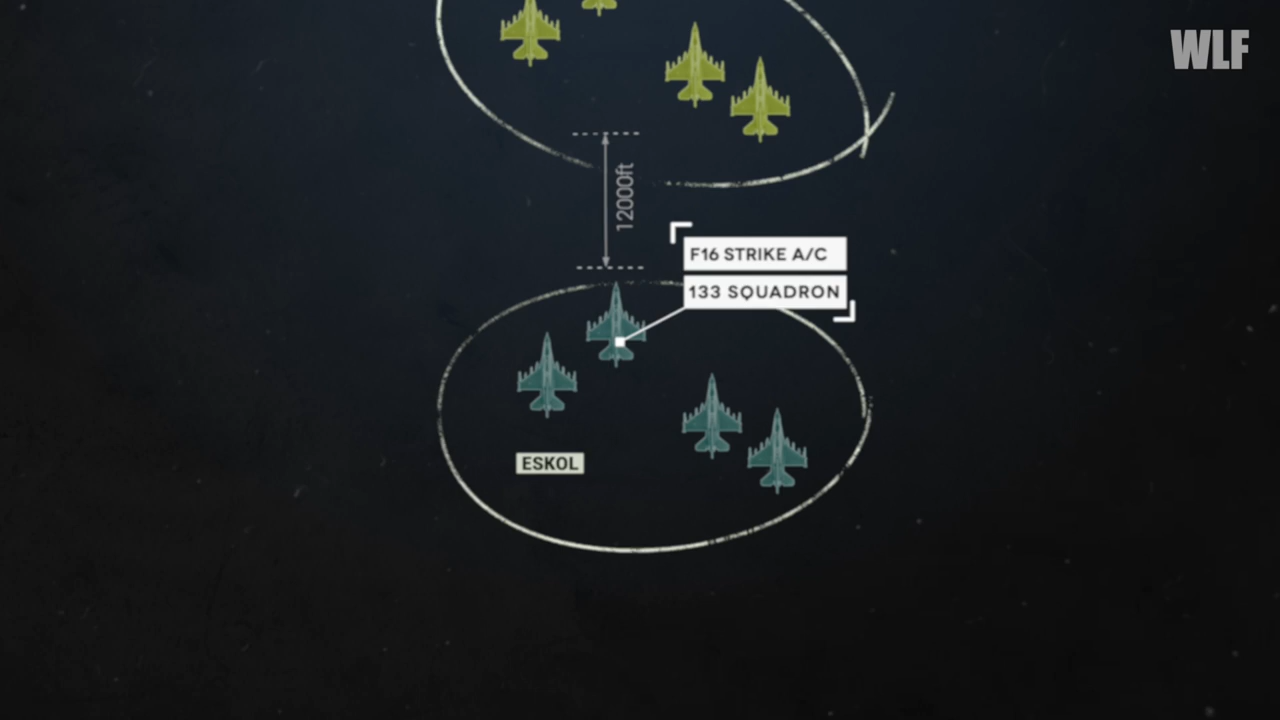 WLF
12000ft
F16 STRIKE A/C
133 SQUADRON
ESKOL